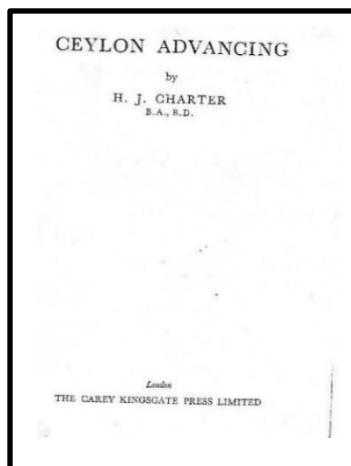 CEYLON ADVANCING
by
H. J. CHARTER
B.A., B.D.
London
THE CAREY KINGSGATE PRESS LIMITED